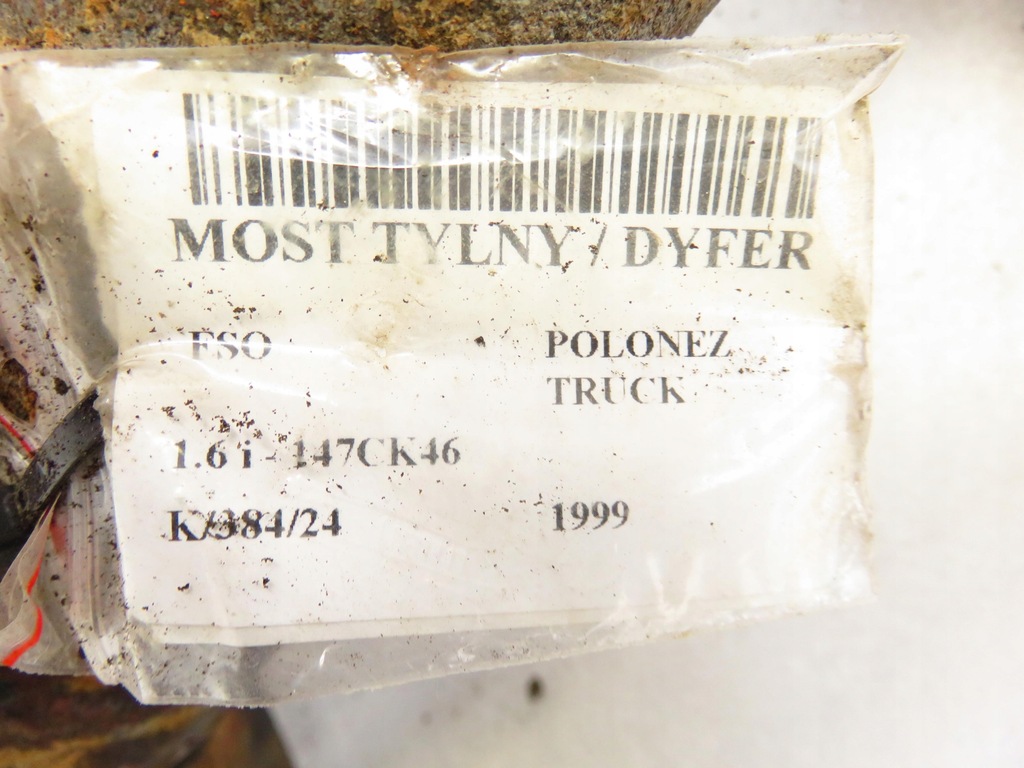 MOST TYLNY / DYFER
FSO POLONEZ
TRUCK
1.6 i - 147CK46
K/384/24 1999